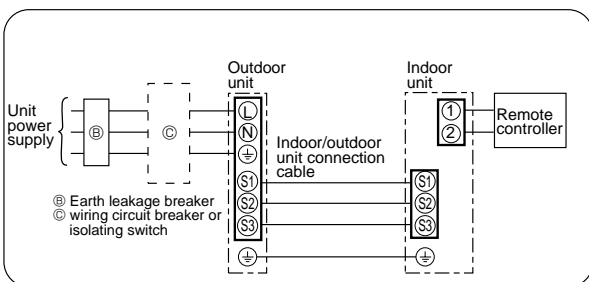 Outdoor
unit
Indoor
unit
Unit
power
supply
Ⓑ
Ⓒ
L
N
⏚
S1
S2
S3
⏚
Indoor/outdoor
unit connection
cable
1
2
Remote
controller
S1
S2
S3
⏚
Ⓑ Earth leakage breaker
Ⓒ wiring circuit breaker or
isolating switch